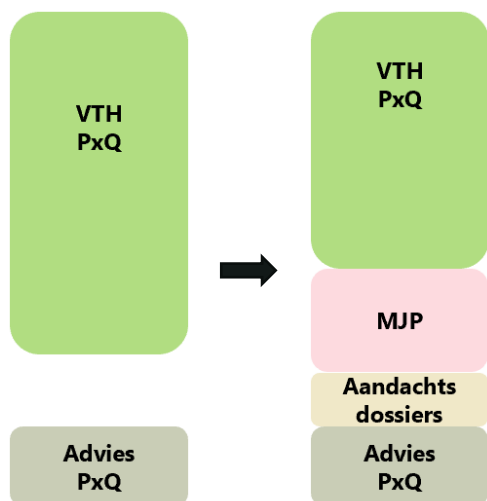 VTH
PxQ
Advies
PxQ
VTH
PxQ
MJP
Aandachts
dossiers
Advies
PxQ